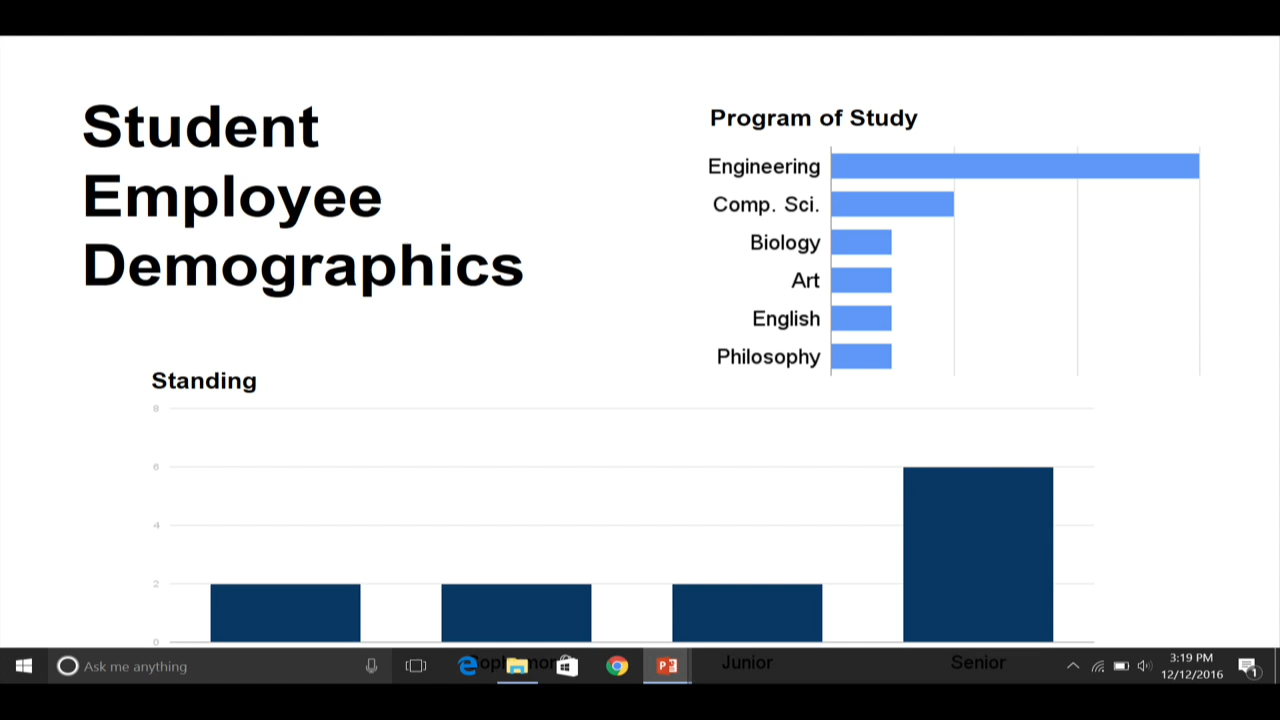 Student
Employee
Demographics
Program of Study
Engineering
Comp. Sci.
Biology
Art
English
Philosophy
Standing
8
6
4
2
0
Junior
Senior
Ask me anything
3:19 PM
12/12/2016
1